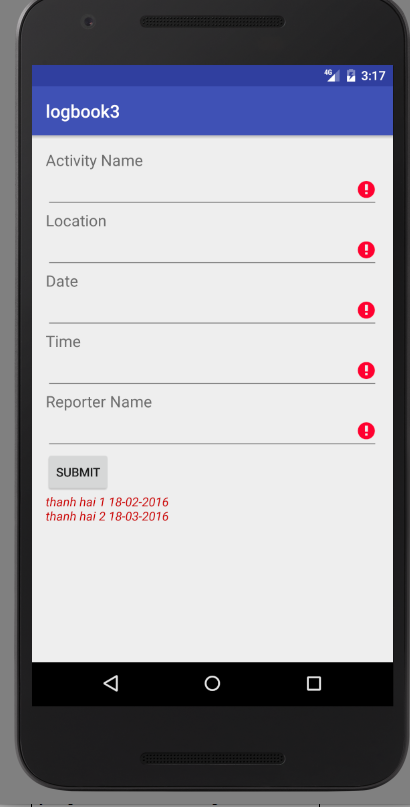 4G 3:17
logbook3
Activity Name
Location
Date
Time
Reporter Name
SUBMIT
thanh hai 1 18-02-2016
thanh hai 2 18-03-2016